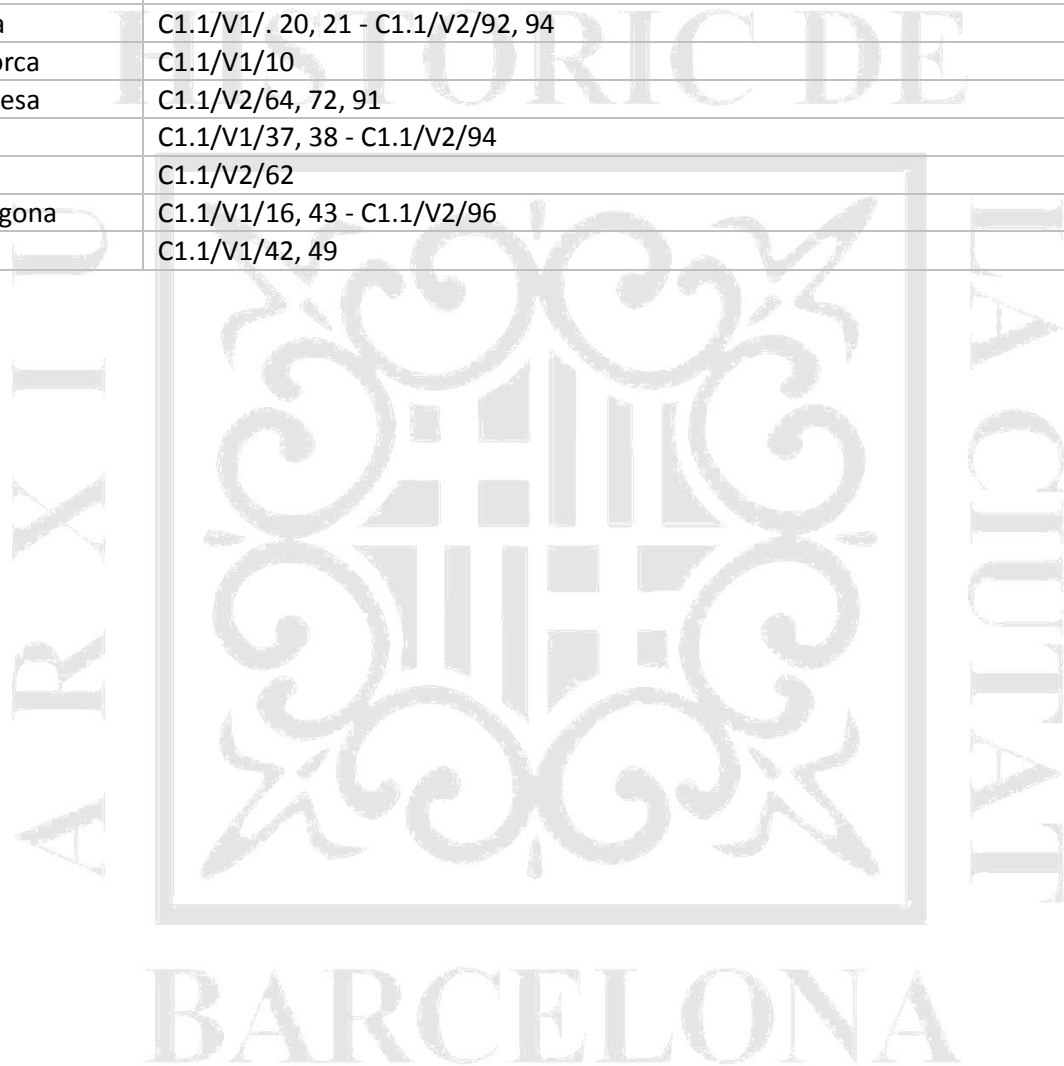 a C1.1/V1/. 20, 21 - C1.1/V2/92, 94
orca C1.1/V1/10
esa C1.1/V2/64, 72, 91
C1.1/V1/37, 38 - C1.1/V2/94
C1.1/V2/62
gona C1.1/V1/16, 43 - C1.1/V2/96
C1.1/V1/42, 49
ARXIU
HISTORIC DE
LA CIUTAT
BARCELONA